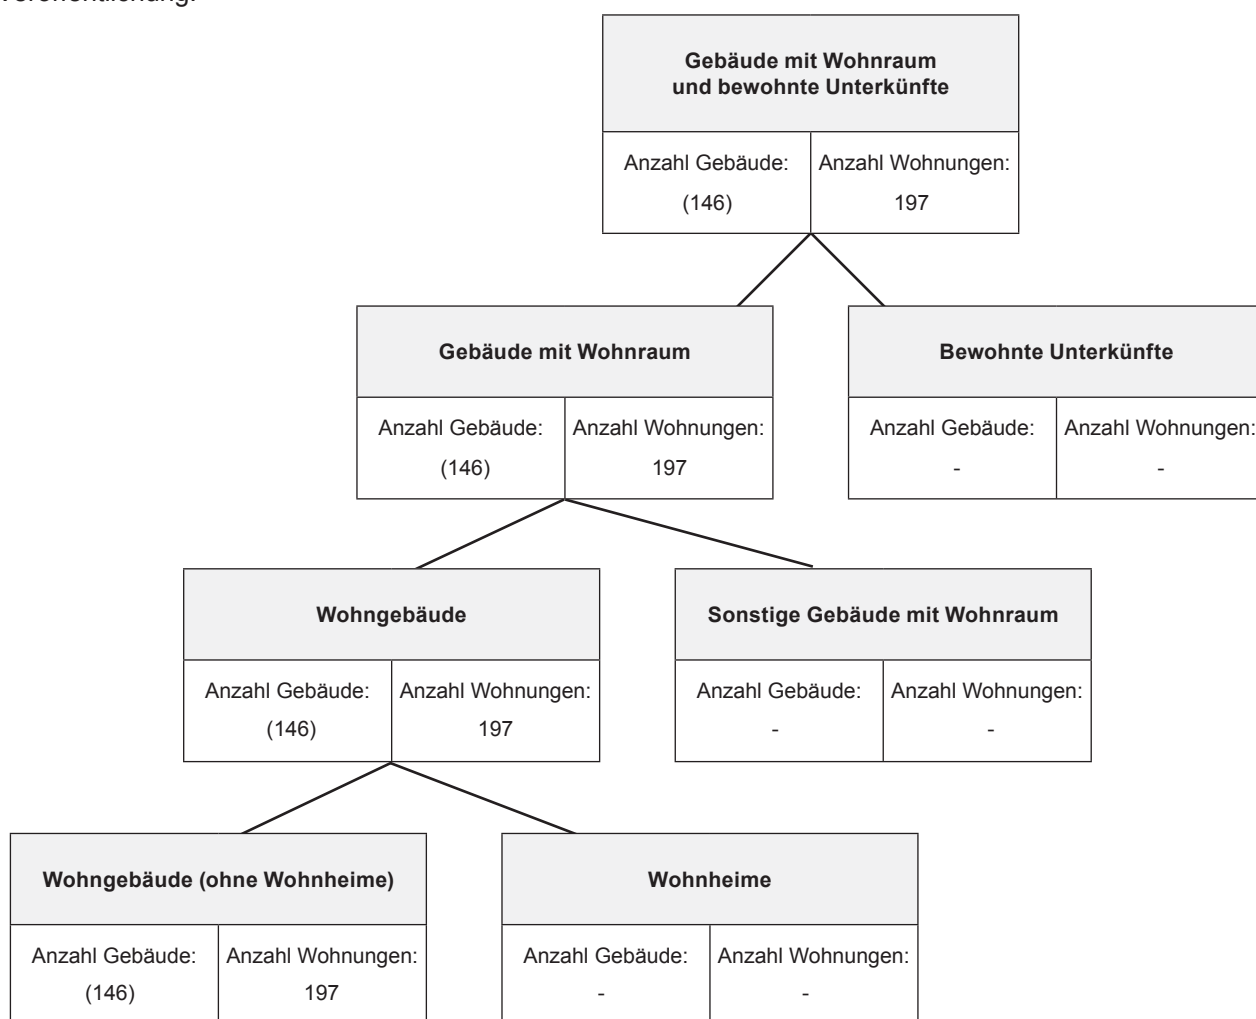 Veröffentlichung.
Gebäude mit Wohnraum
und bewohnte Unterkünfte
Anzahl Gebäude: Anzahl Wohnungen:
(146) 197
Gebäude mit Wohnraum Bewohnte Unterkünfte
Anzahl Gebäude: Anzahl Wohnungen: Anzahl Gebäude: Anzahl Wohnungen:
(146) 197 - -
Wohngebäude Sonstige Gebäude mit Wohnraum
Anzahl Gebäude: Anzahl Wohnungen: Anzahl Gebäude: Anzahl Wohnungen:
(146) 197 - -
Wohngebäude (ohne Wohnheime) Wohnheime
Anzahl Gebäude: Anzahl Wohnungen: Anzahl Gebäude: Anzahl Wohnungen:
(146) 197 - -